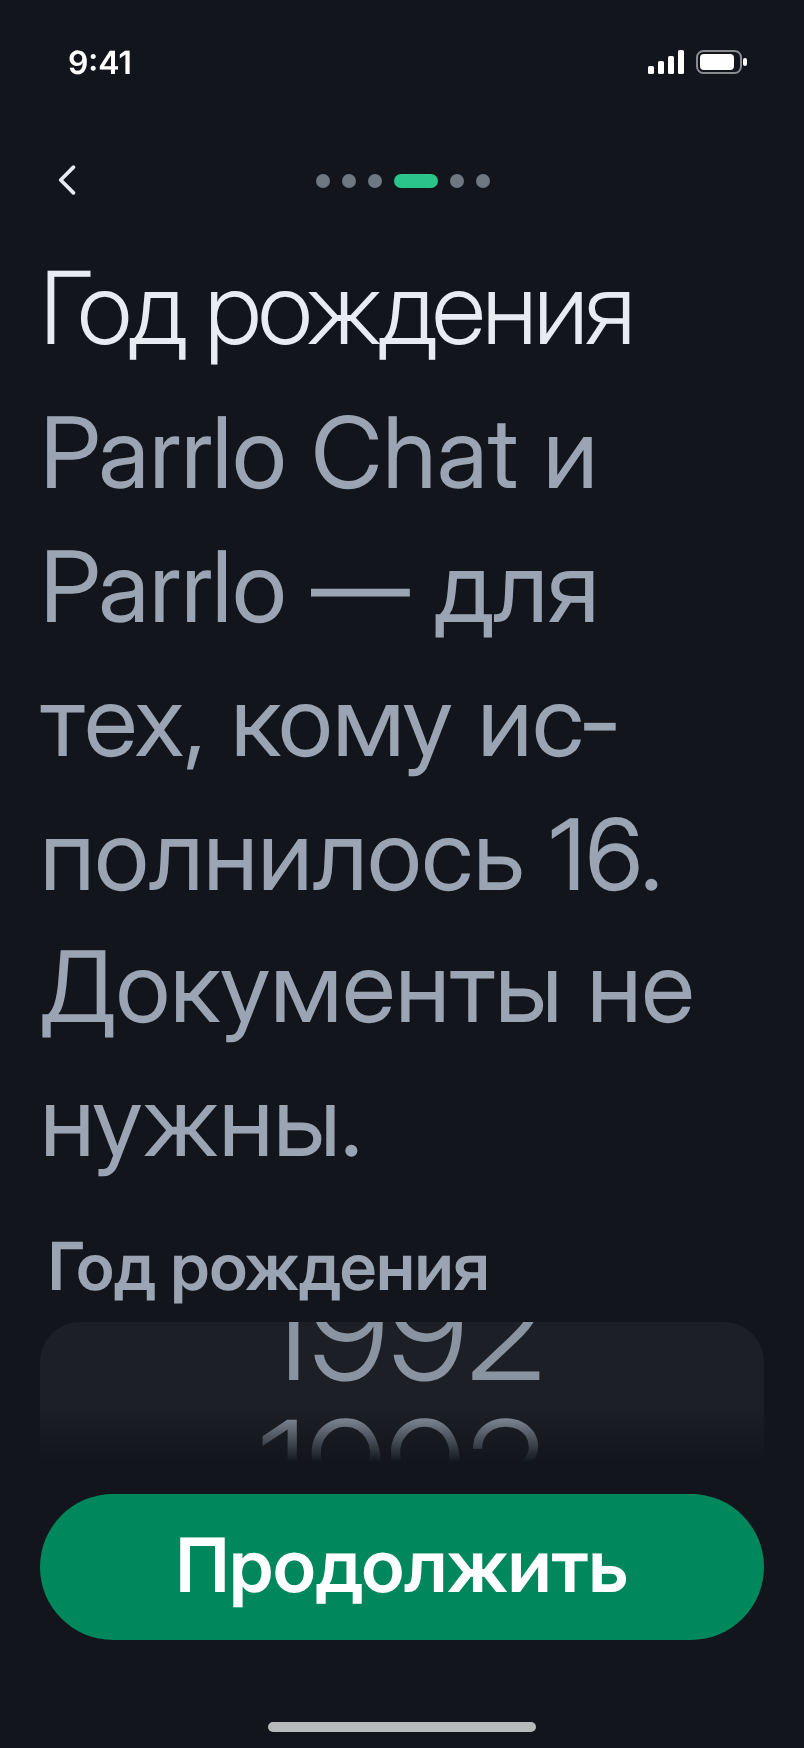 9:41
Год рождения
Parrlo Chat и
Parrlo — для
тех, кому ис-
полнилось 16.
Документы не
нужны.
Год рождения
1992
Продолжить